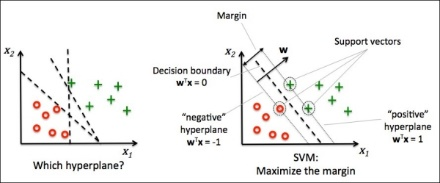 x₂
x₁
Which hyperplane?
Margin
x₂
w
Support vectors
Decision boundary
wᵀx = 0
“negative”
hyperplane
wᵀx = -1
“positive”
hyperplane
wᵀx = 1
x₁
SVM:
Maximize the margin